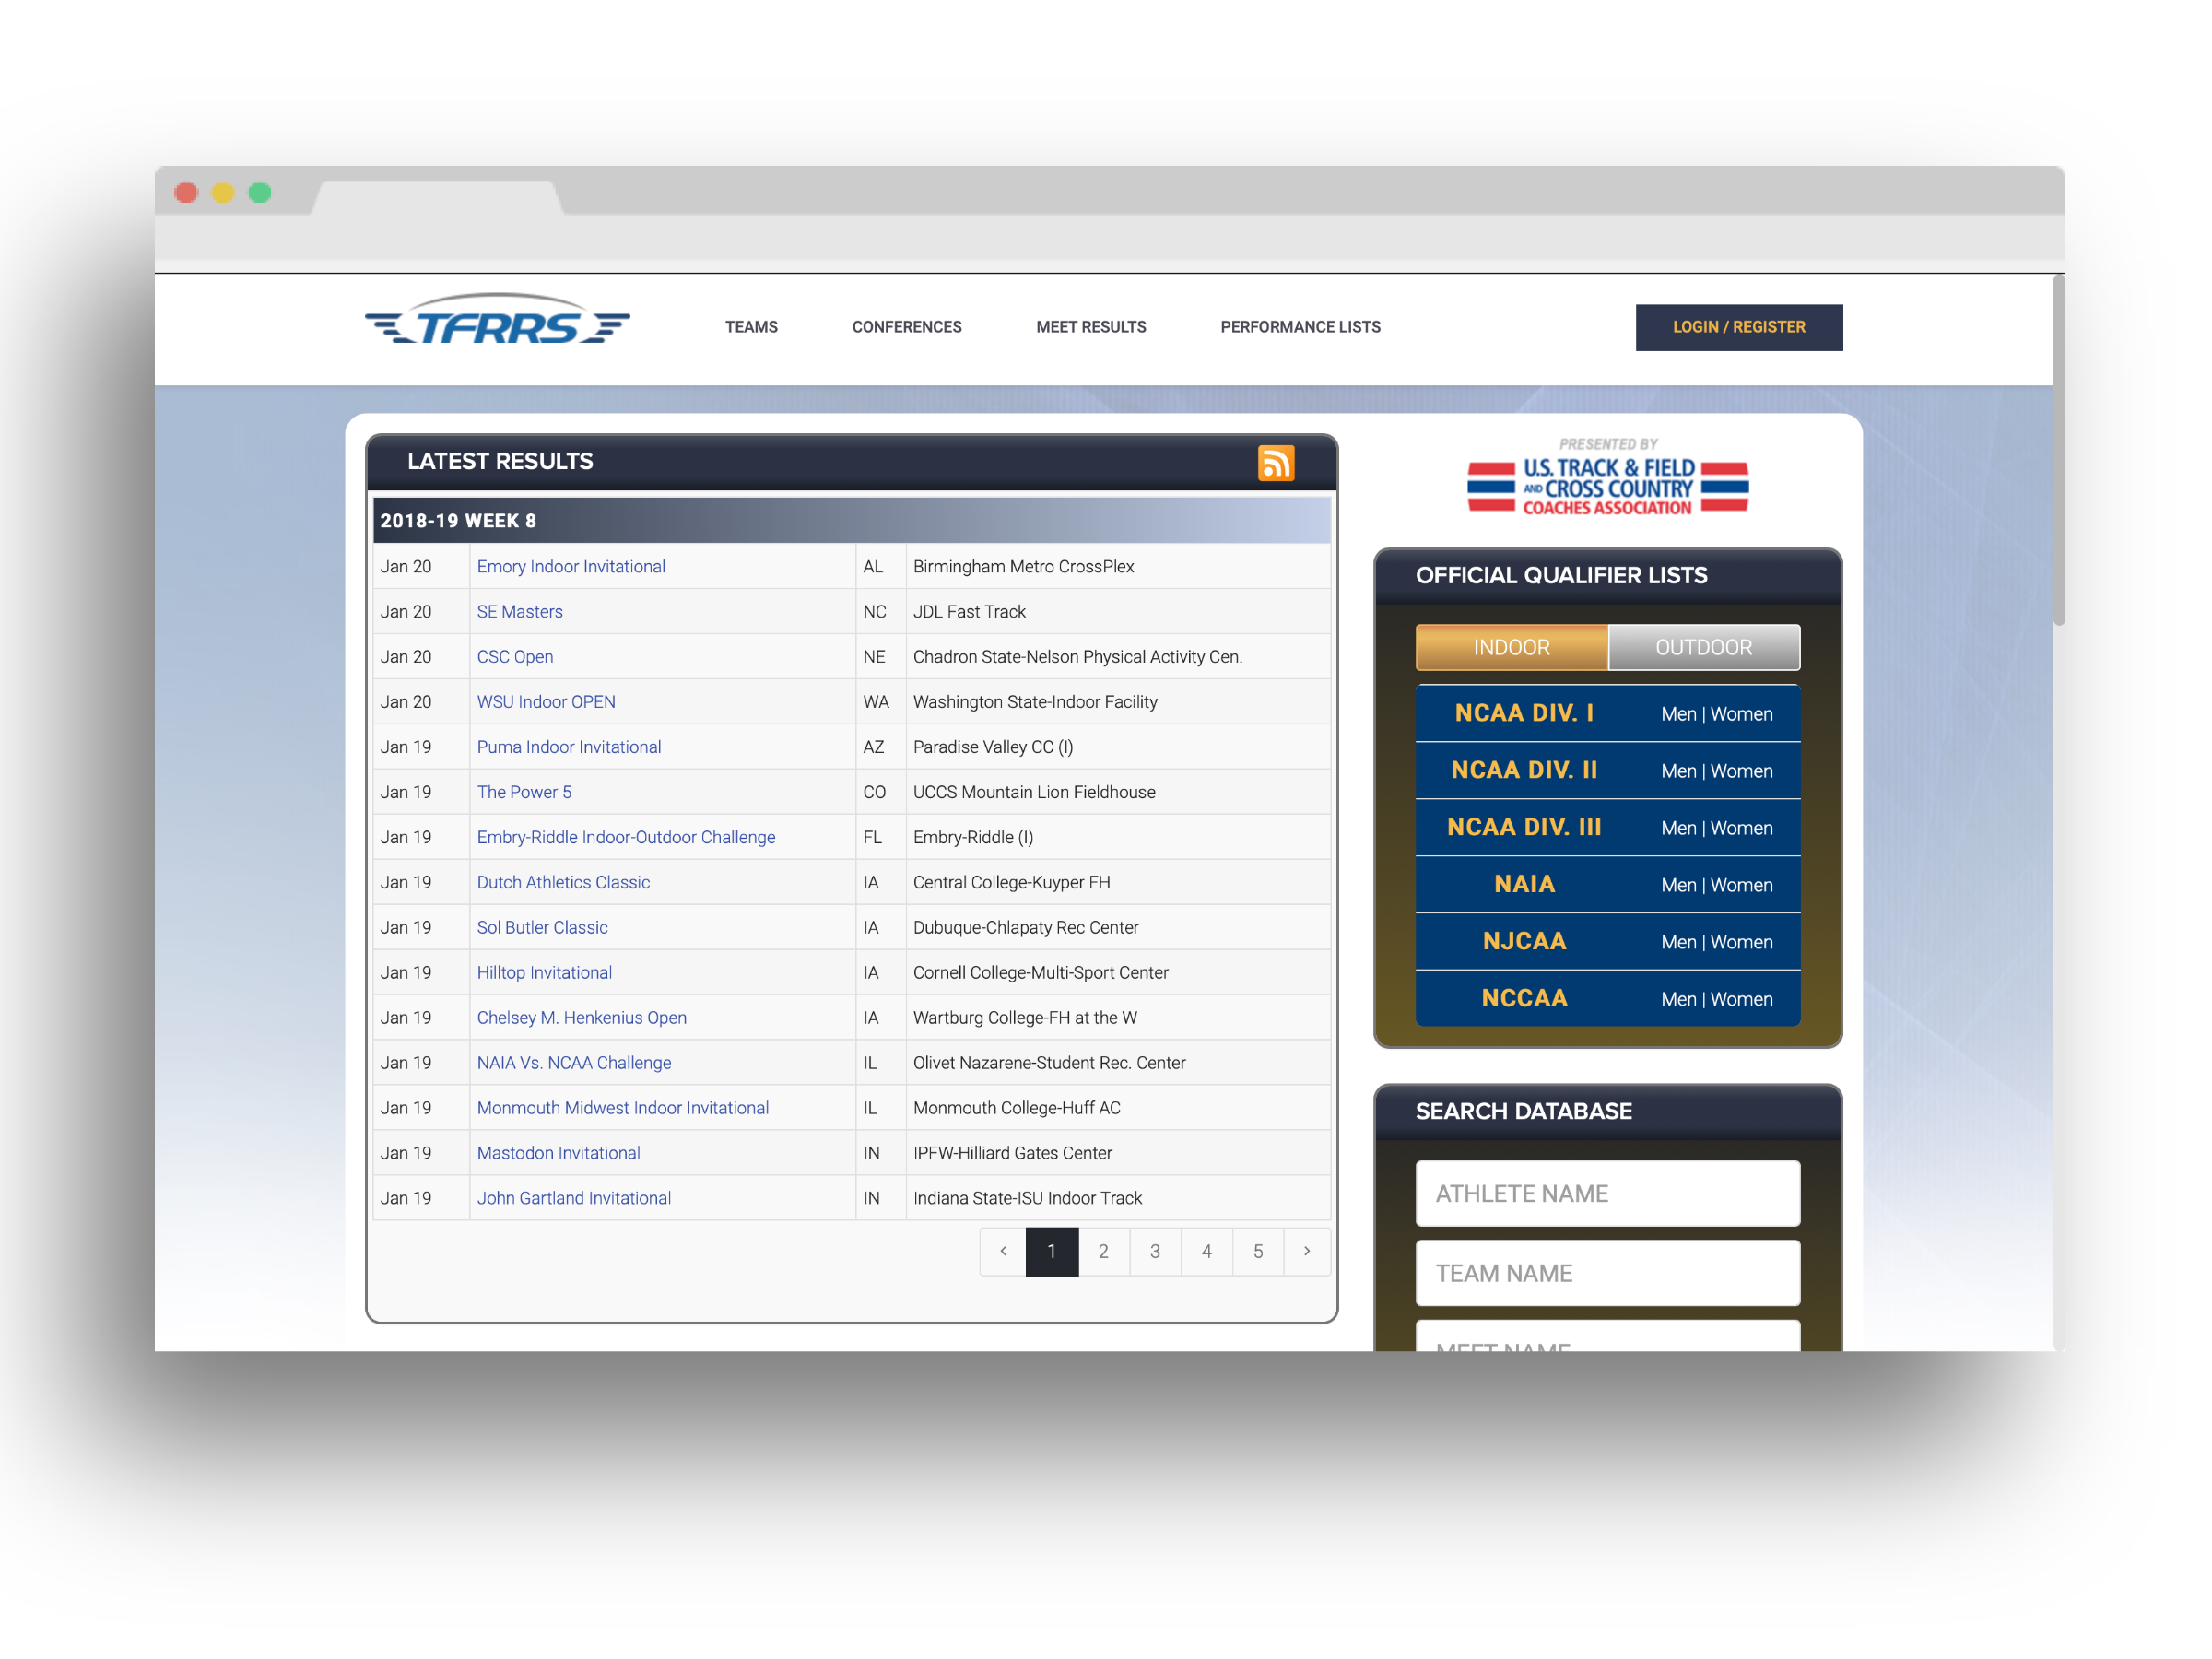 TFRRS
TEAMS
CONFERENCES
MEET RESULTS
PERFORMANCE LISTS
LOGIN / REGISTER
LATEST RESULTS
2018-19 WEEK 8
Jan 20 Emory Indoor Invitational AL Birmingham Metro CrossPlex
Jan 20 SE Masters NC JDL Fast Track
Jan 20 CSC Open NE Chadron State-Nelson Physical Activity Cen.
Jan 20 WSU Indoor OPEN WA Washington State-Indoor Facility
Jan 19 Puma Indoor Invitational AZ Paradise Valley CC (I)
Jan 19 The Power 5 CO UCCS Mountain Lion Fieldhouse
Jan 19 Embry-Riddle Indoor-Outdoor Challenge FL Embry-Riddle (I)
Jan 19 Dutch Athletics Classic IA Central College-Kuyper FH
Jan 19 Sol Butler Classic IA Dubuque-Chlapaty Rec Center
Jan 19 Hilltop Invitational IA Cornell College-Multi-Sport Center
Jan 19 Chelsey M. Henkenius Open IA Wartburg College-FH at the W
Jan 19 NAIA Vs. NCAA Challenge IL Olivet Nazarene-Student Rec. Center
Jan 19 Monmouth Midwest Indoor Invitational IL Monmouth College-Huff AC
Jan 19 Mastodon Invitational IN IPFW-Hilliard Gates Center
Jan 19 John Gartland Invitational IN Indiana State-ISU Indoor Track
‹ 1 2 3 4 5 ›
PRESENTED BY
U.S. TRACK & FIELD
AND CROSS COUNTRY
COACHES ASSOCIATION
OFFICIAL QUALIFIER LISTS
INDOOR OUTDOOR
NCAA DIV. I Men | Women
NCAA DIV. II Men | Women
NCAA DIV. III Men | Women
NAIA Men | Women
NJCAA Men | Women
NCCAA Men | Women
SEARCH DATABASE
ATHLETE NAME
TEAM NAME
MEET NAME